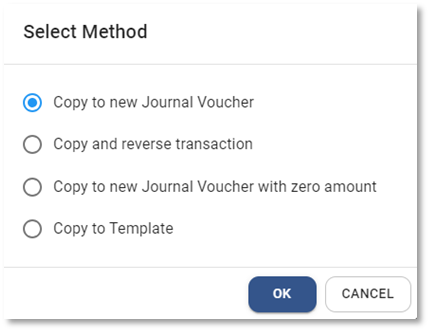 Select Method
Copy to new Journal Voucher
Copy and reverse transaction
Copy to new Journal Voucher with zero amount
Copy to Template
OK CANCEL